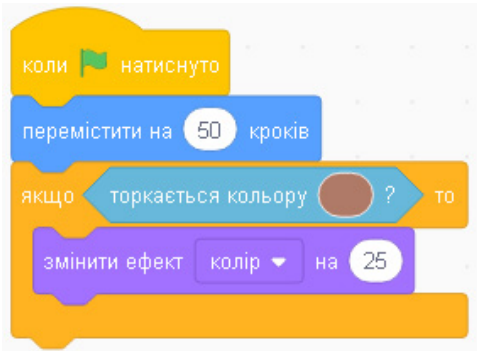 коли натиснуто
перемістити на 50 кроків
якщо торкається кольору ? то
змінити ефект колір на 25